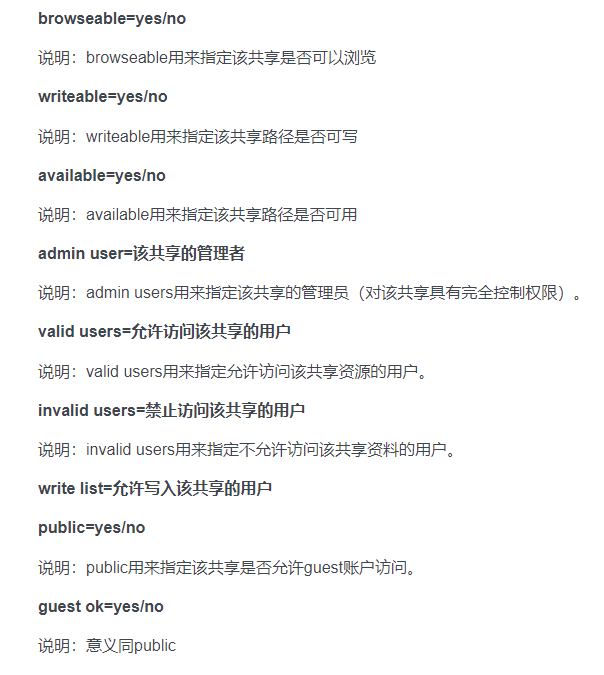 browseable=yes/no
说明：browseable用来指定该共享是否可以浏览
writeable=yes/no
说明：writeable用来指定该共享路径是否可写
available=yes/no
说明：available用来指定该共享路径是否可用
admin user=该共享的管理者
说明：admin users用来指定该共享的管理员（对该共享具有完全控制权限）。
valid users=允许访问该共享的用户
说明：valid users用来指定允许访问该共享资源的用户。
invalid users=禁止访问该共享的用户
说明：invalid users用来指定不允许访问该共享资料的用户。
write list=允许写入该共享的用户
public=yes/no
说明：public用来指定该共享是否允许guest账户访问。
guest ok=yes/no
说明：意义同public